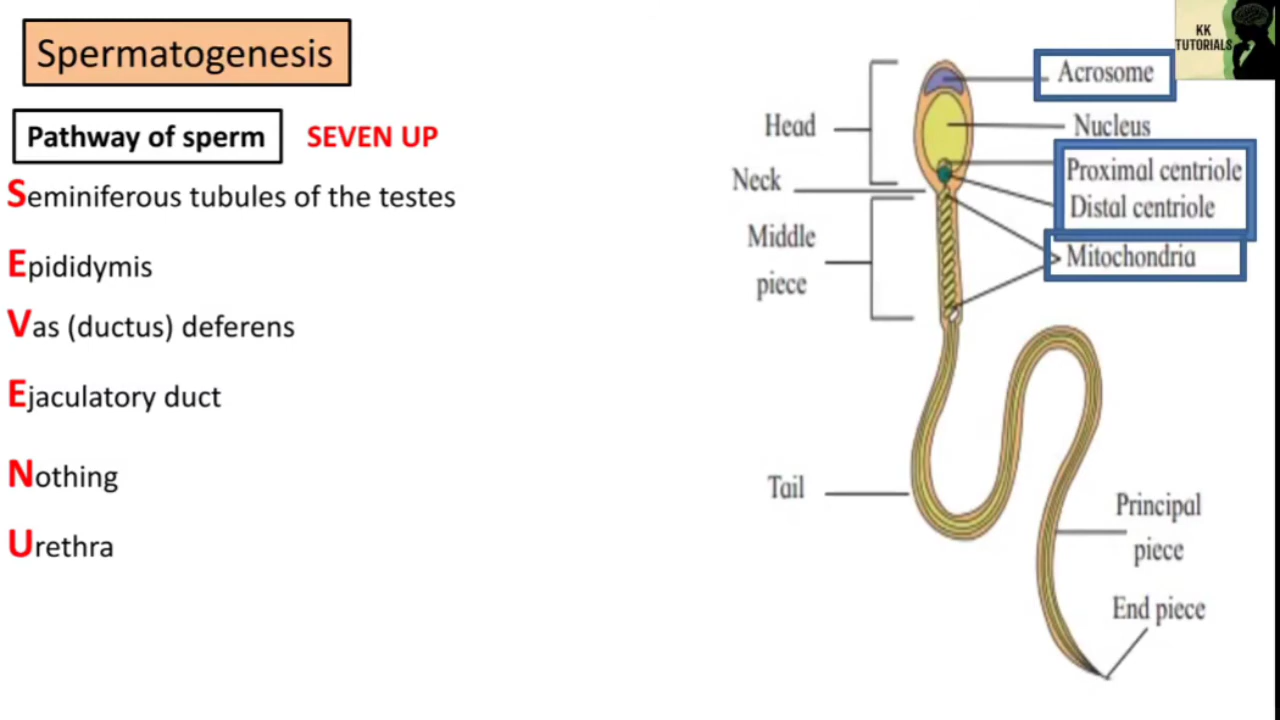 Spermatogenesis
Pathway of sperm
SEVEN UP
Seminiferous tubules of the testes
Epididymis
Vas (ductus) deferens
Ejaculatory duct
Nothing
Urethra
KK
TUTORIALS
Acrosome
Head
Nucleus
Proximal centriole
Neck
Distal centriole
Middle
piece
Mitochondria
Tail
Principal
piece
End piece